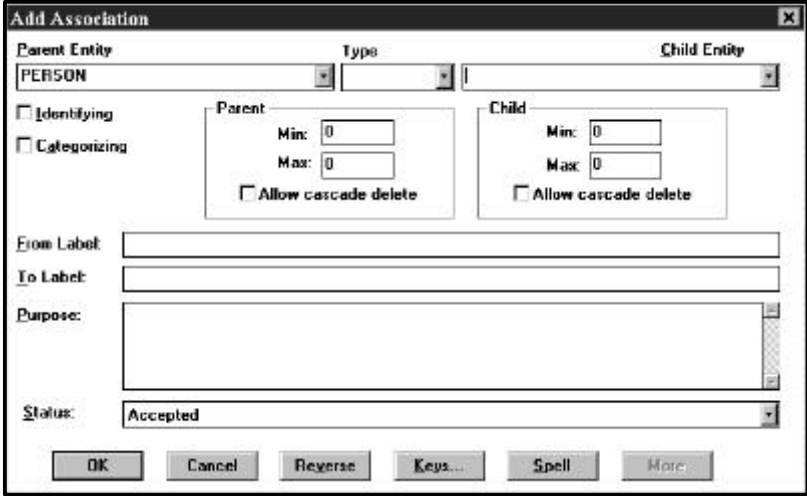 Add Association
Parent Entity Type Child Entity
PERSON
Identifying Parent Child
Min: 0 Min: 0
Categorizing
Max: 0 Max: 0
Allow cascade delete Allow cascade delete
From Label:
To Label:
Purpose:
Status: Accepted
OK Cancel Reverse Keys... Spell More